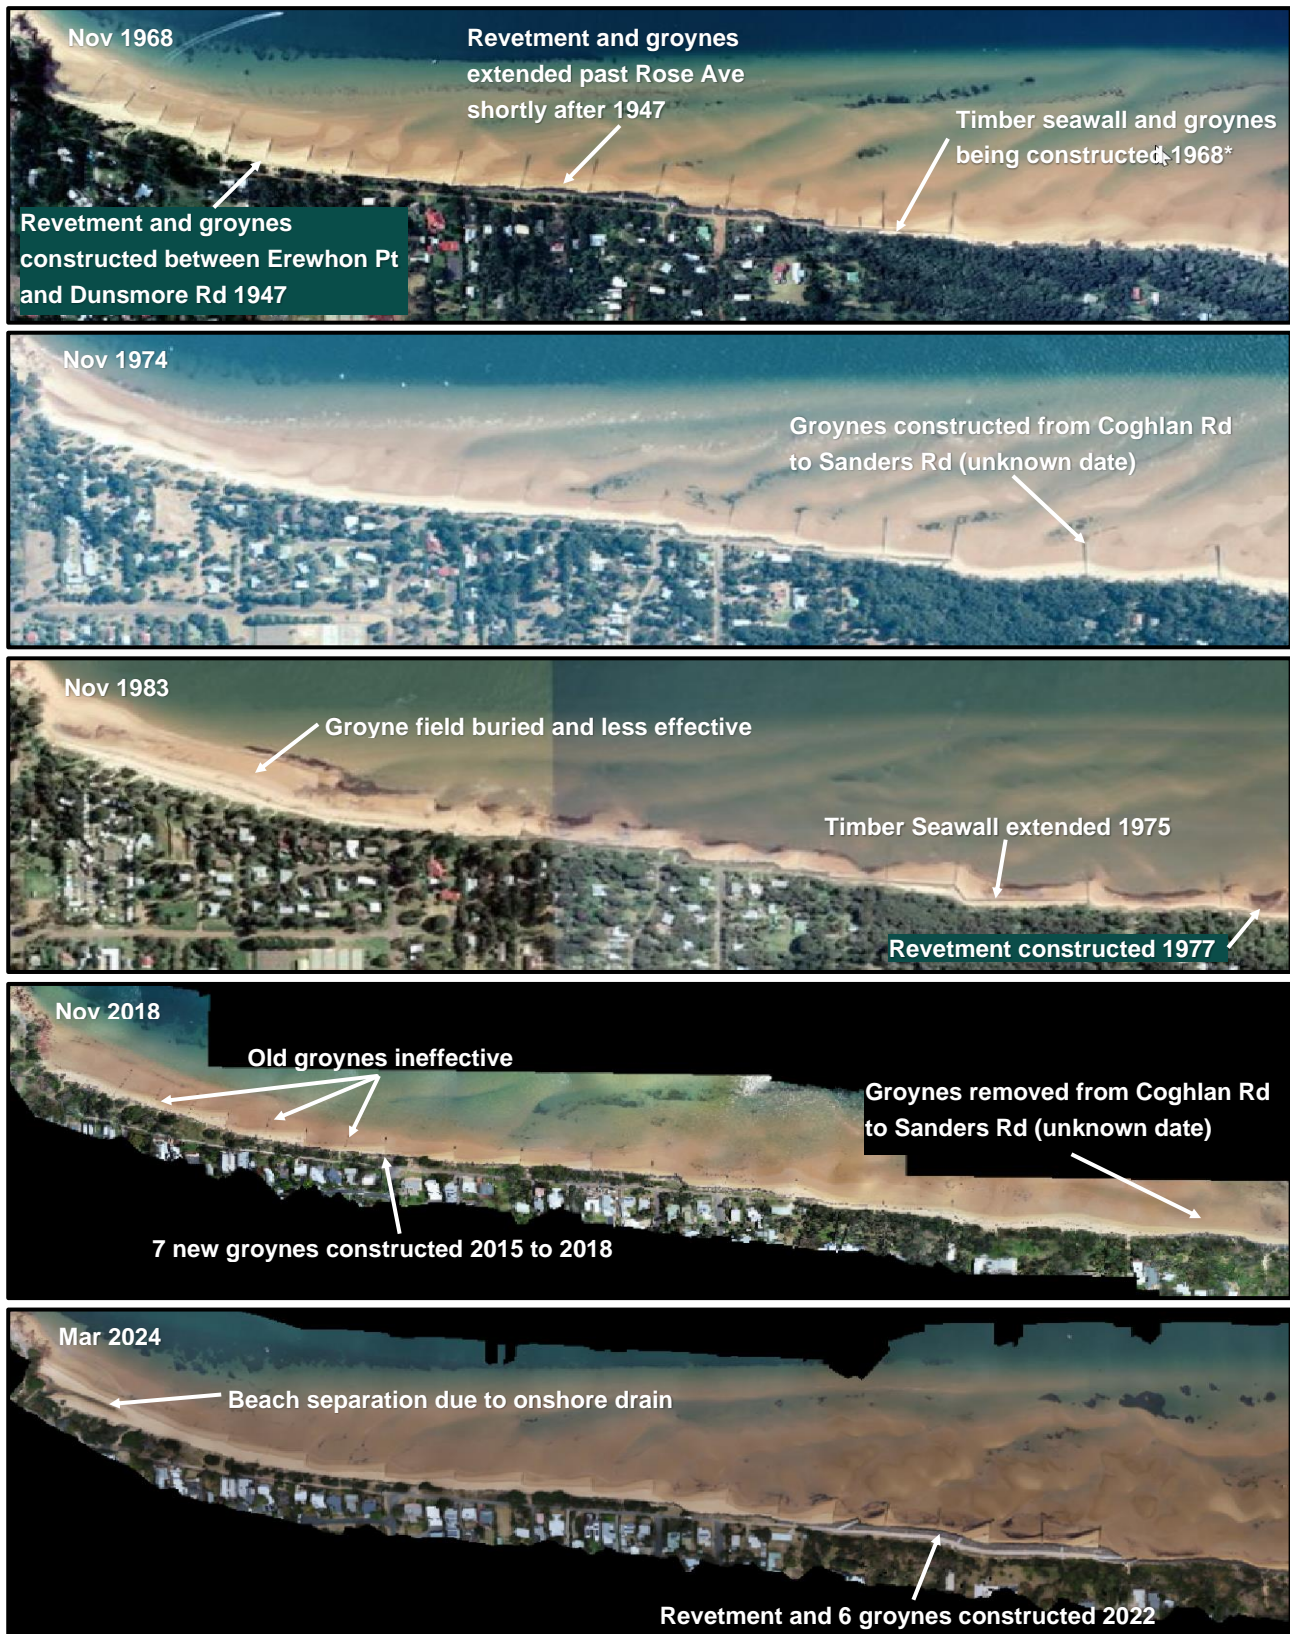 Nov 1968
Revetment and groynes
extended past Rose Ave
shortly after 1947
Timber seawall and groynes
being constructed 1968*
Revetment and groynes
constructed between Erewhon Pt
and Dunsmore Rd 1947
Nov 1974
Groynes constructed from Coghlan Rd
to Sanders Rd (unknown date)
Nov 1983
Groyne field buried and less effective
Timber Seawall extended 1975
Revetment constructed 1977
Nov 2018
Old groynes ineffective
Groynes removed from Coghlan Rd
to Sanders Rd (unknown date)
7 new groynes constructed 2015 to 2018
Mar 2024
Beach separation due to onshore drain
Revetment and 6 groynes constructed 2022